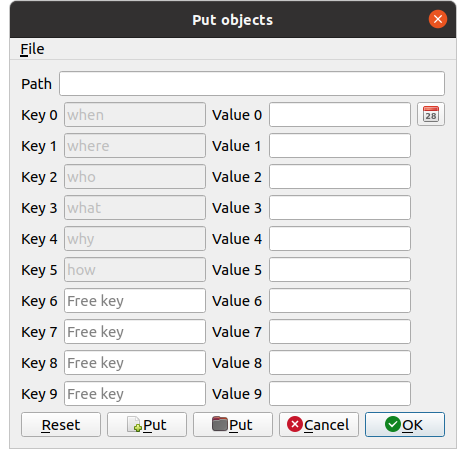 Put objects
File
Path
Key 0 when Value 0 28
Key 1 where Value 1
Key 2 who Value 2
Key 3 what Value 3
Key 4 why Value 4
Key 5 how Value 5
Key 6 Free key Value 6
Key 7 Free key Value 7
Key 8 Free key Value 8
Key 9 Free key Value 9
Reset Put Put Cancel OK